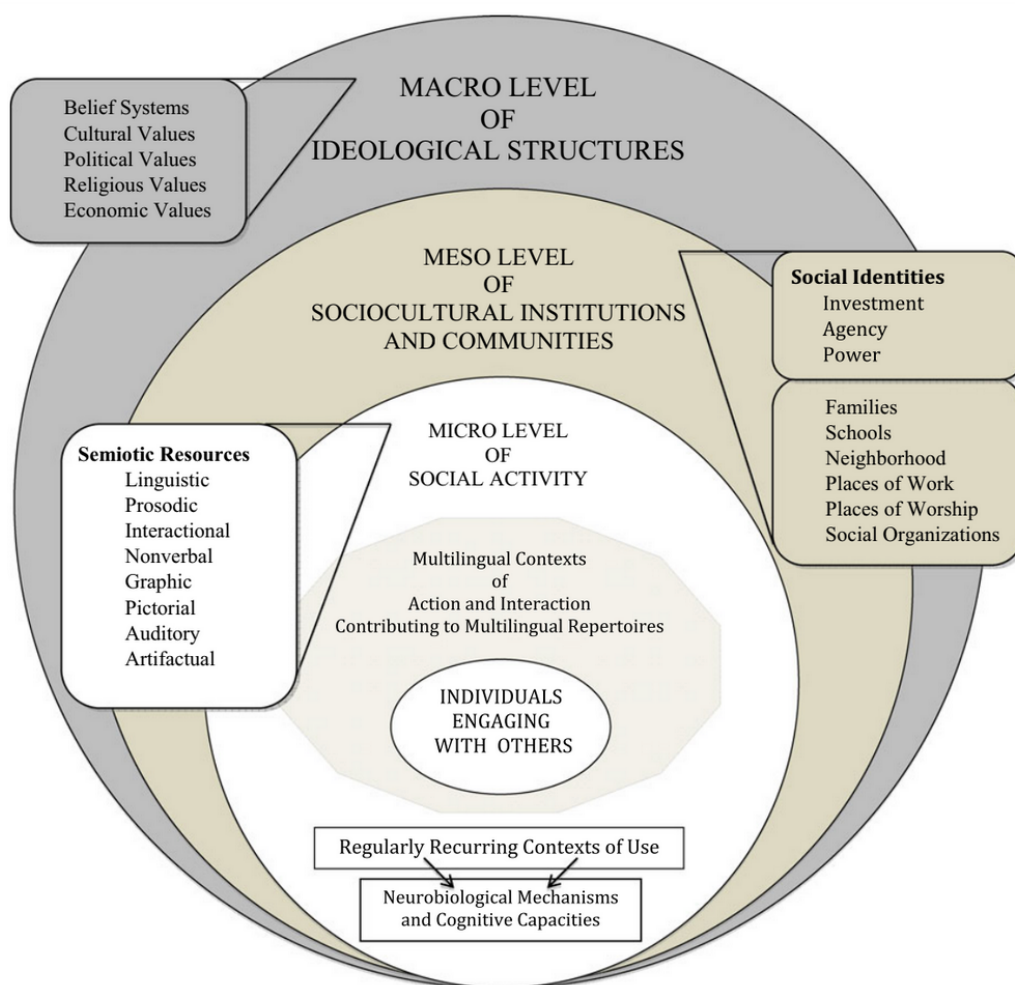 MACRO LEVEL
OF
IDEOLOGICAL STRUCTURES
Belief Systems
Cultural Values
Political Values
Religious Values
Economic Values
MESO LEVEL
OF
SOCIOCULTURAL INSTITUTIONS
AND COMMUNITIES
Social Identities
Investment
Agency
Power
Families
Schools
Neighborhood
Places of Work
Places of Worship
Social Organizations
MICRO LEVEL
OF
SOCIAL ACTIVITY
Semiotic Resources
Linguistic
Prosodic
Interactional
Nonverbal
Graphic
Pictorial
Auditory
Artifactual
Multilingual Contexts
of
Action and Interaction
Contributing to Multilingual Repertoires
INDIVIDUALS
ENGAGING
WITH OTHERS
Regularly Recurring Contexts of Use
Neurobiological Mechanisms
and Cognitive Capacities